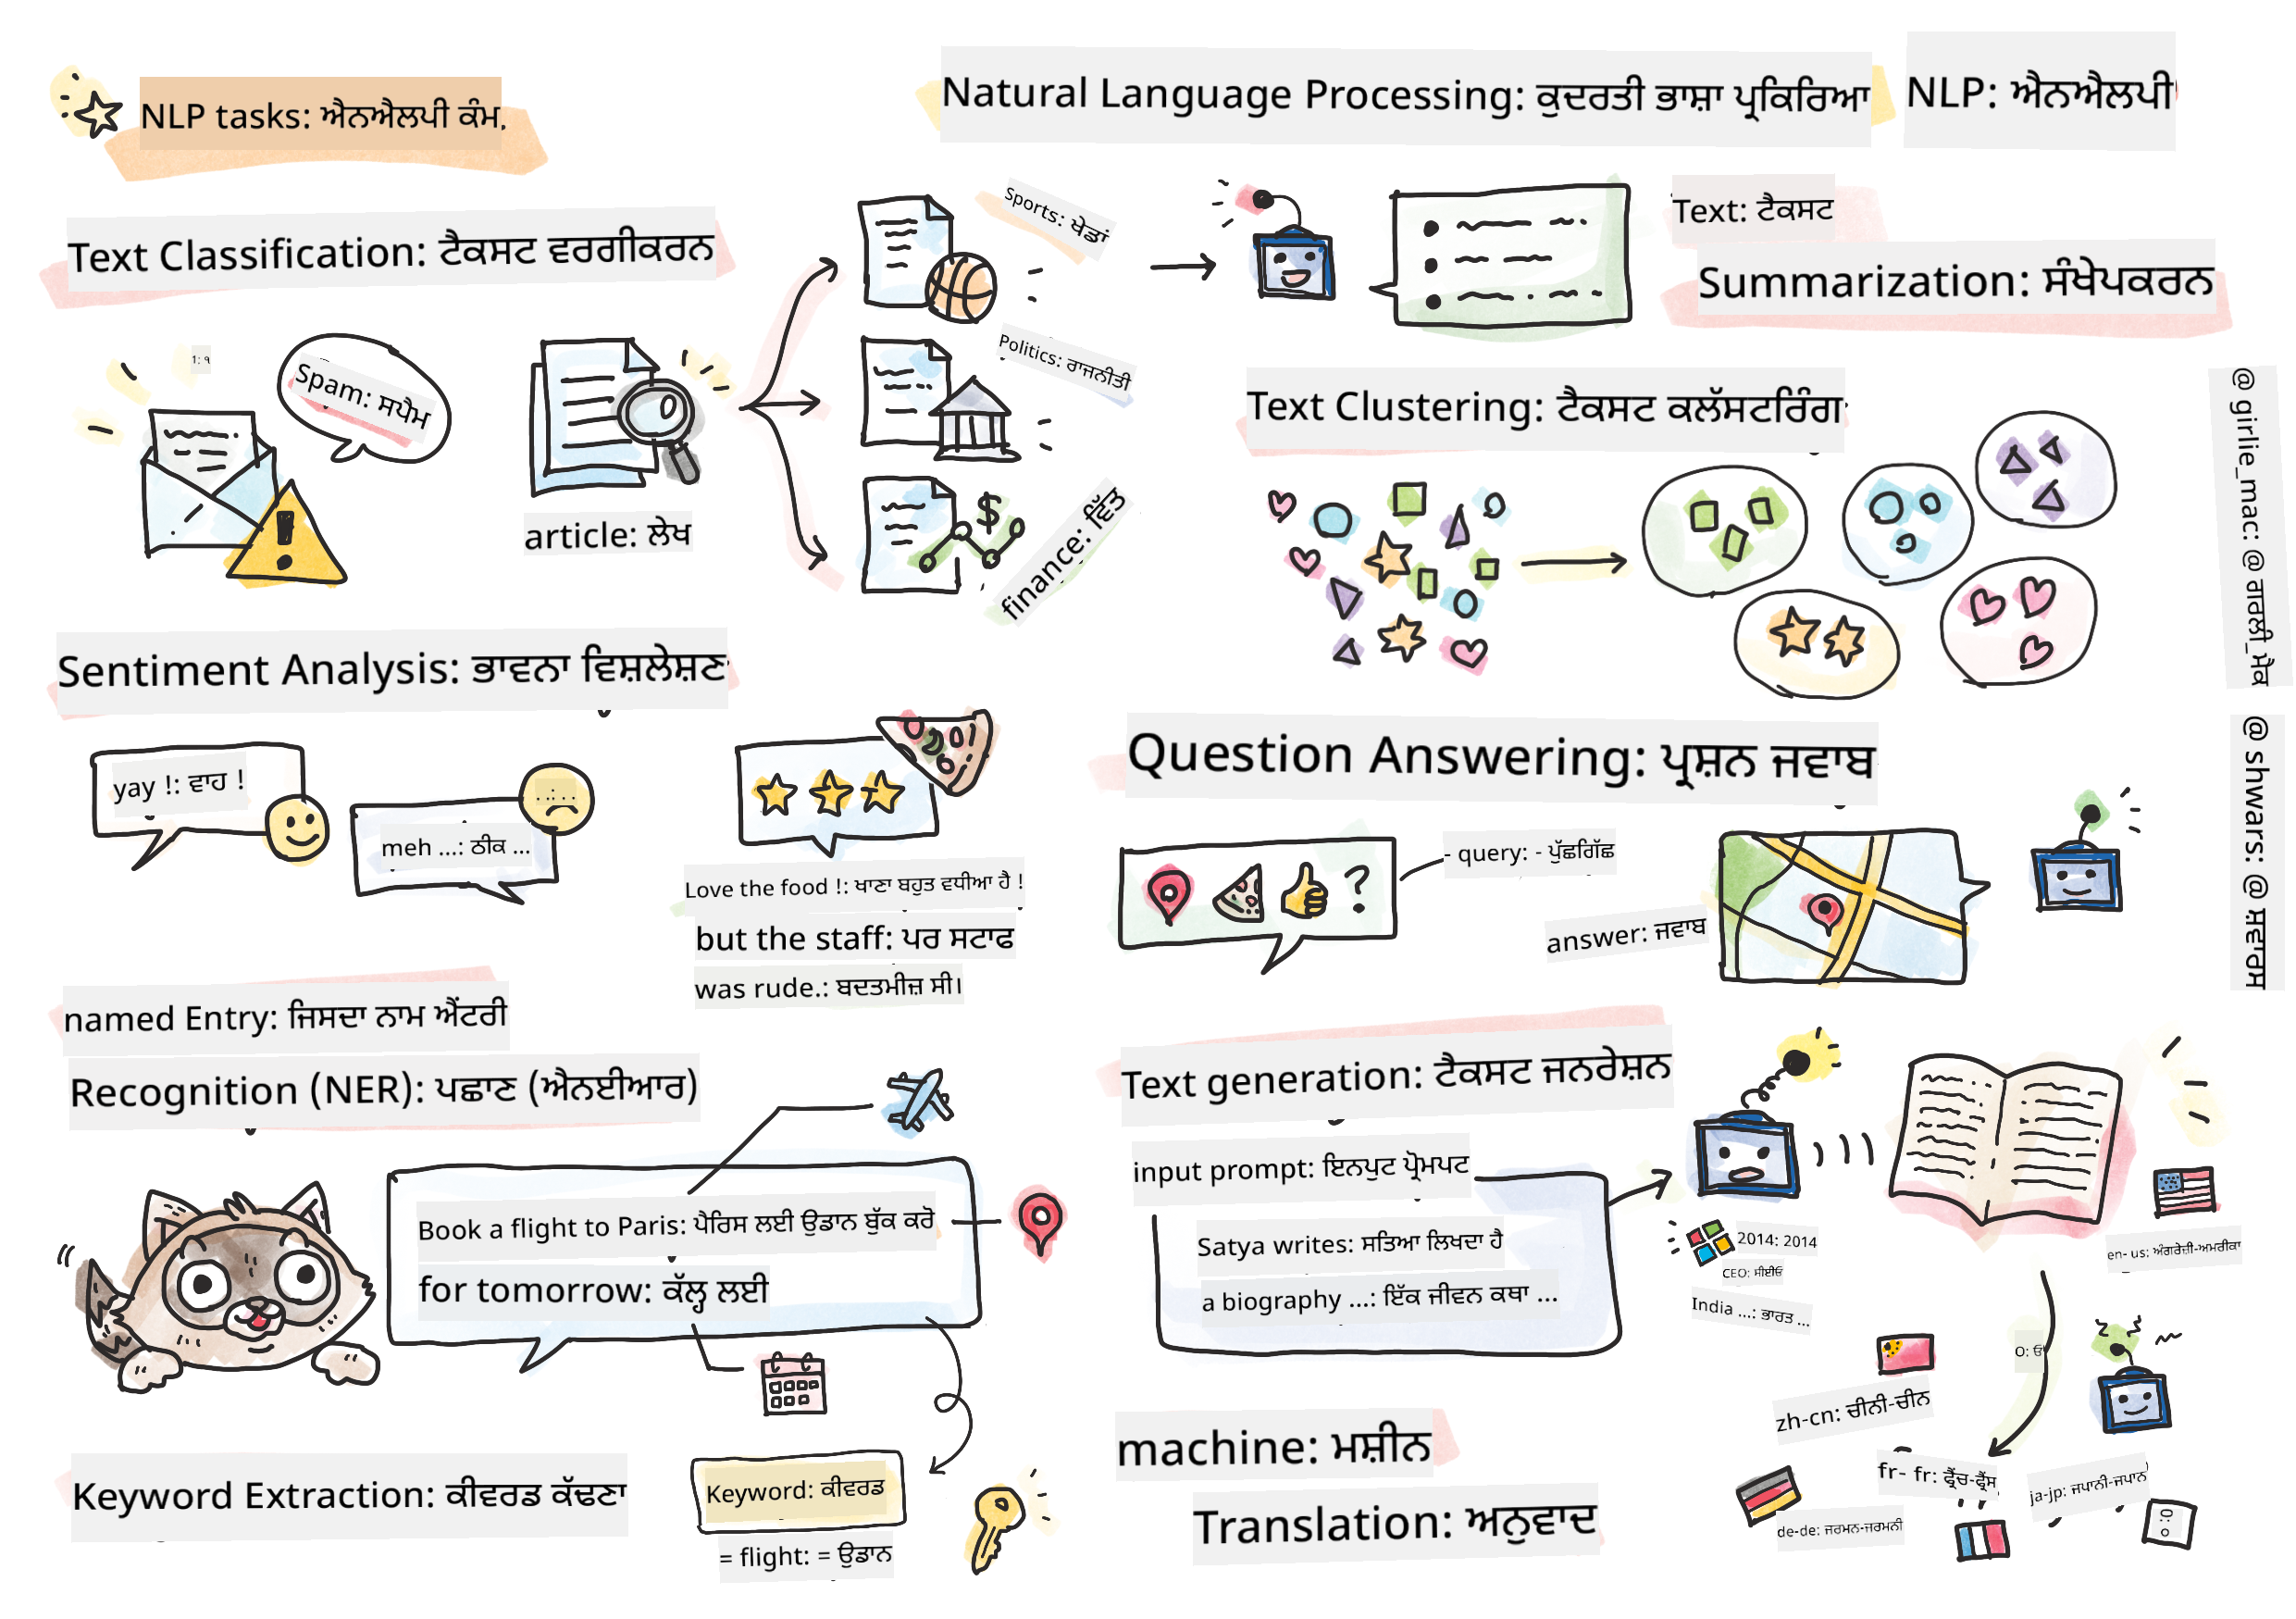 NLP tasks: ਐਨਐਲਪੀ ਕੰਮ.
Natural Language Processing: ਕੁਦਰਤੀ ਭਾਸ਼ਾ ਪ੍ਰਕਿਰਿਆ
NLP: ਐਨਐਲਪੀ
Text Classification: ਟੈਕਸਟ ਵਰਗੀਕਰਨ
1: ੧
Spam: ਸਪੈਮ
article: ਲੇਖ
Sports: ਖੇਡਾਂ
Politics: ਰਾਜਨੀਤੀ
finance: ਵਿੱਤ
Text: ਟੈਕਸਟ
Summarization: ਸੰਖੇਪਕਰਨ
Text Clustering: ਟੈਕਸਟ ਕਲੱਸਟਰਿੰਗ
@ girlie_mac: @ ਗਰਲੀ_ਮੈਕ
@ shwars: @ ਸ਼ਵਾਰਸ
Sentiment Analysis: ਭਾਵਨਾ ਵਿਸ਼ਲੇਸ਼ਣ
yay !: ਵਾਹ !
meh ...: ਠੀਕ ...
. .: . .
Love the food !: ਖਾਣਾ ਬਹੁਤ ਵਧੀਆ ਹੈ !
but the staff: ਪਰ ਸਟਾਫ
was rude.: ਬਦਤਮੀਜ਼ ਸੀ।
Question Answering: ਪ੍ਰਸ਼ਨ ਜਵਾਬ
?
- query: - ਪੁੱਛਗਿੱਛ
answer: ਜਵਾਬ
named Entry: ਜਿਸਦਾ ਨਾਮ ਐਂਟਰੀ
Recognition (NER): ਪਛਾਣ (ਐਨਈਆਰ)
Book a flight to Paris: ਪੈਰਿਸ ਲਈ ਉਡਾਨ ਬੁੱਕ ਕਰੋ
for tomorrow: ਕੱਲ੍ਹ ਲਈ
Text generation: ਟੈਕਸਟ ਜਨਰੇਸ਼ਨ
input prompt: ਇਨਪੁਟ ਪ੍ਰੋਮਪਟ
Satya writes: ਸਤਿਆ ਲਿਖਦਾ ਹੈ
a biography ...: ਇੱਕ ਜੀਵਨ ਕਥਾ ...
2014: 2014
CEO: ਸੀਈਓ
India ...: ਭਾਰਤ ...
Keyword Extraction: ਕੀਵਰਡ ਕੱਢਣਾ
Keyword: ਕੀਵਰਡ
= flight: = ਉਡਾਨ
machine: ਮਸ਼ੀਨ
Translation: ਅਨੁਵਾਦ
en- us: ਅੰਗਰੇਜ਼ੀ-ਅਮਰੀਕਾ
O: ਓ
zh-cn: ਚੀਨੀ-ਚੀਨ
fr- fr: ਫ੍ਰੈਂਚ-ਫ੍ਰੈਂਸ
ja-jp: ਜਪਾਨੀ-ਜਪਾਨ
de-de: ਜਰਮਨ-ਜਰਮਨੀ